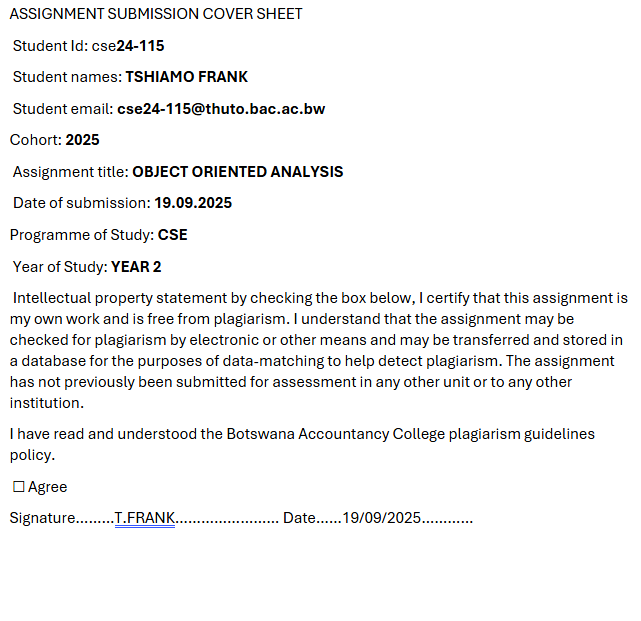 ASSIGNMENT SUBMISSION COVER SHEET
Student Id: cse24-115
Student names: TSHIAMO FRANK
Student email: cse24-115@thuto.bac.ac.bw
Cohort: 2025
Assignment title: OBJECT ORIENTED ANALYSIS
Date of submission: 19.09.2025
Programme of Study: CSE
Year of Study: YEAR 2
Intellectual property statement by checking the box below, I certify that this assignment is
my own work and is free from plagiarism. I understand that the assignment may be
checked for plagiarism by electronic or other means and may be transferred and stored in
a database for the purposes of data-matching to help detect plagiarism. The assignment
has not previously been submitted for assessment in any other unit or to any other
institution.
I have read and understood the Botswana Accountancy College plagiarism guidelines
policy.
☐ Agree
Signature.........T.FRANK........................ Date......19/09/2025............